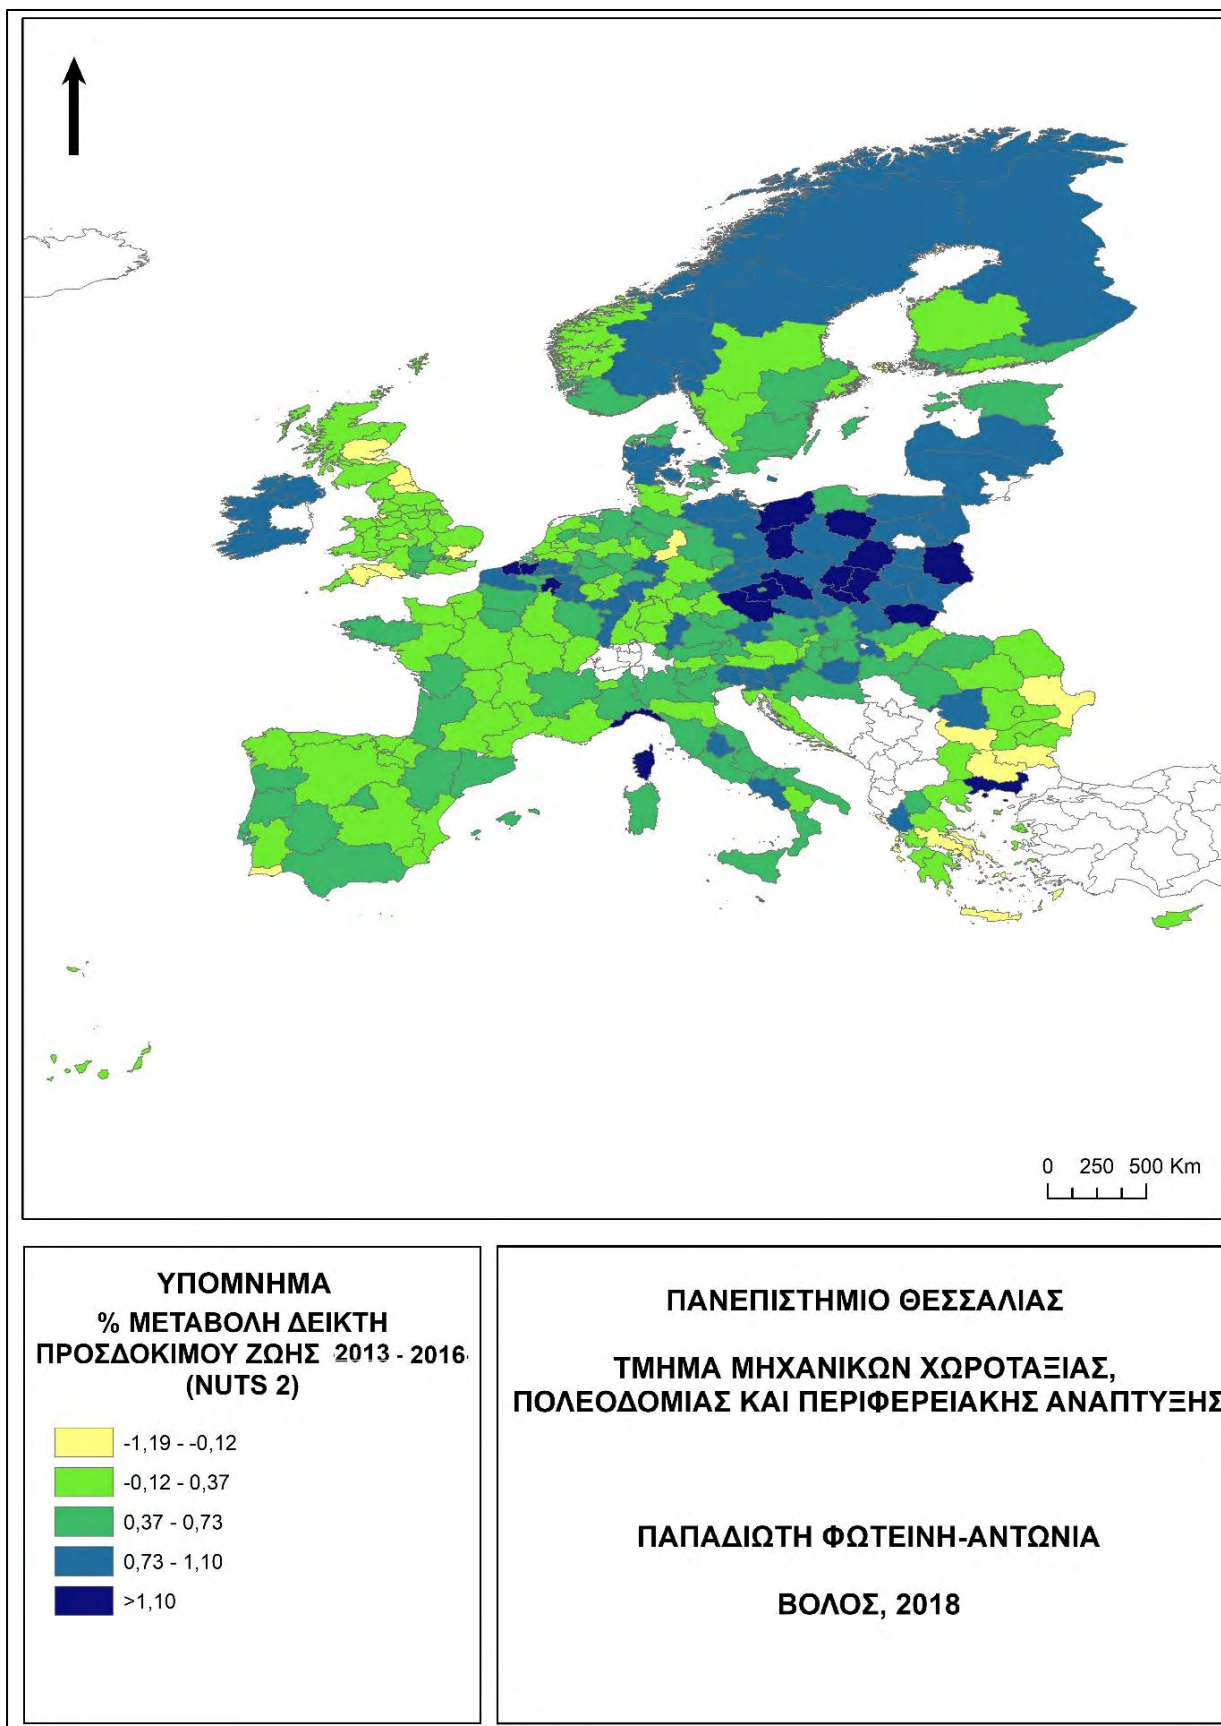 0 250 500 Km
ΥΠΟΜΝΗΜΑ
% ΜΕΤΑΒΟΛΗ ΔΕΙΚΤΗ
ΠΡΟΣΔΟΚΙΜΟΥ ΖΩΗΣ 2013 - 2016
(NUTS 2)
-1,19 - -0,12
-0,12 - 0,37
0,37 - 0,73
0,73 - 1,10
>1,10
ΠΑΝΕΠΙΣΤΗΜΙΟ ΘΕΣΣΑΛΙΑΣ
ΤΜΗΜΑ ΜΗΧΑΝΙΚΩΝ ΧΩΡΟΤΑΞΙΑΣ,
ΠΟΛΕΟΔΟΜΙΑΣ ΚΑΙ ΠΕΡΙΦΕΡΕΙΑΚΗΣ ΑΝΑΠΤΥΞΗΣ
ΠΑΠΑΔΙΩΤΗ ΦΩΤΕΙΝΗ-ΑΝΤΩΝΙΑ
ΒΟΛΟΣ, 2018